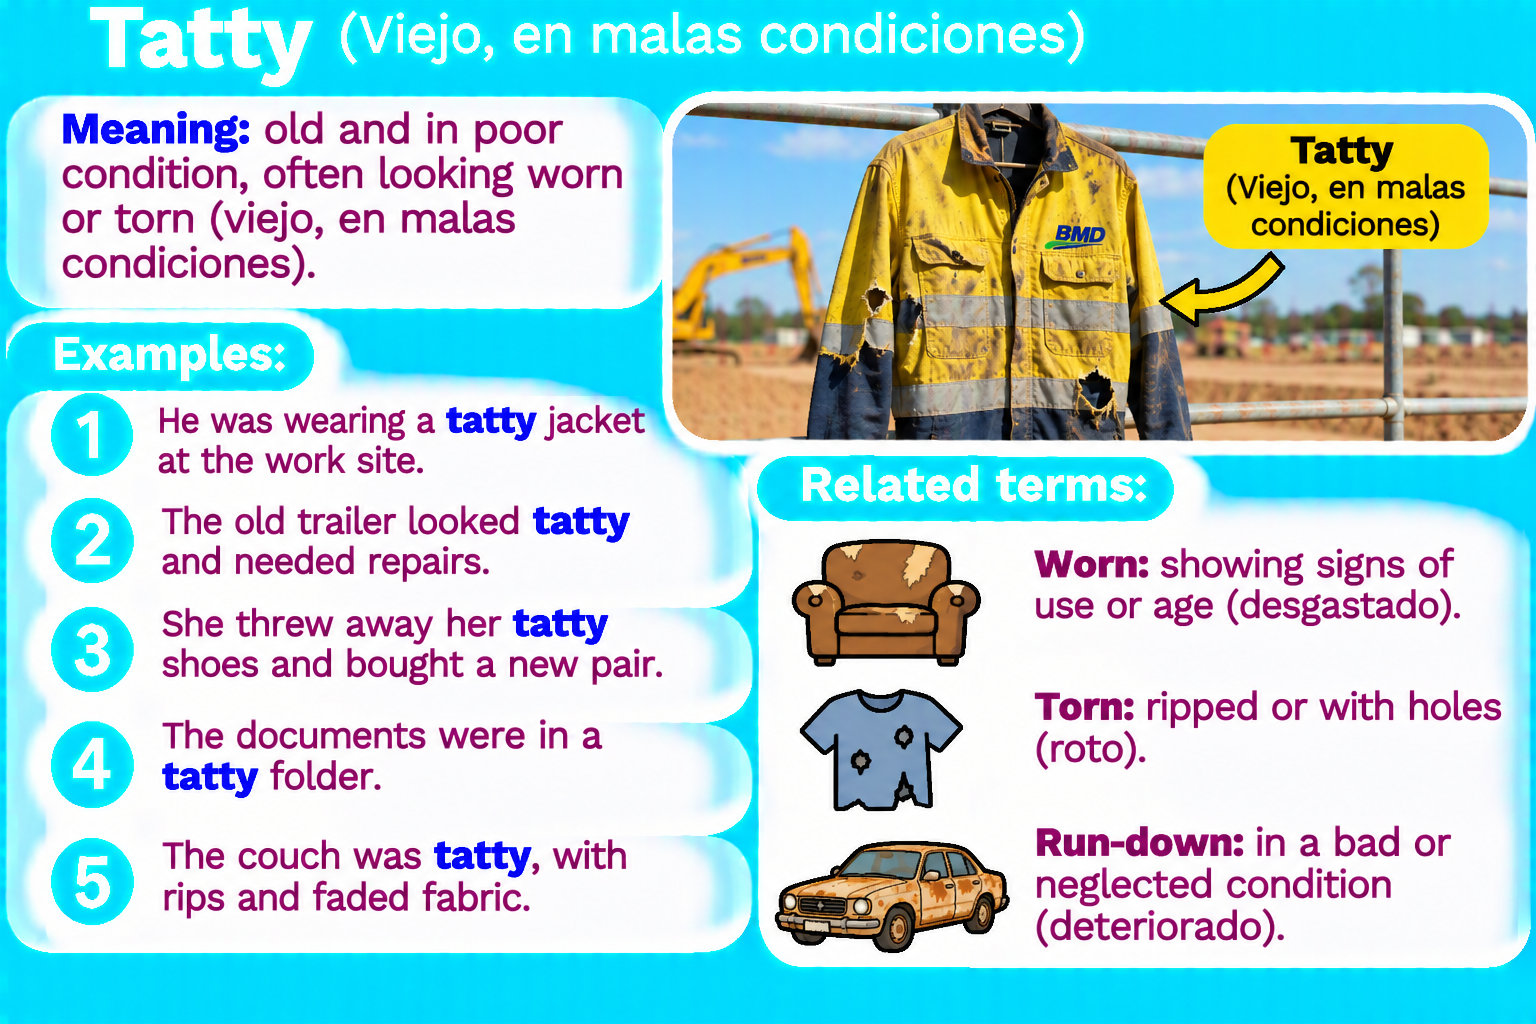 Tatty (Viejo, en malas condiciones)
Meaning: old and in poor
condition, often looking worn
or torn (viejo, en malas
condiciones).
Tatty
(Viejo, en malas
condiciones)
BMD
Examples:
1 He was wearing a tatty jacket
at the work site.
2 The old trailer looked tatty
and needed repairs.
3 She threw away her tatty
shoes and bought a new pair.
4 The documents were in a
tatty folder.
5 The couch was tatty, with
rips and faded fabric.
Related terms:
Worn: showing signs of
use or age (desgastado).
Torn: ripped or with holes
(roto).
Run-down: in a bad or
neglected condition
(deteriorado).